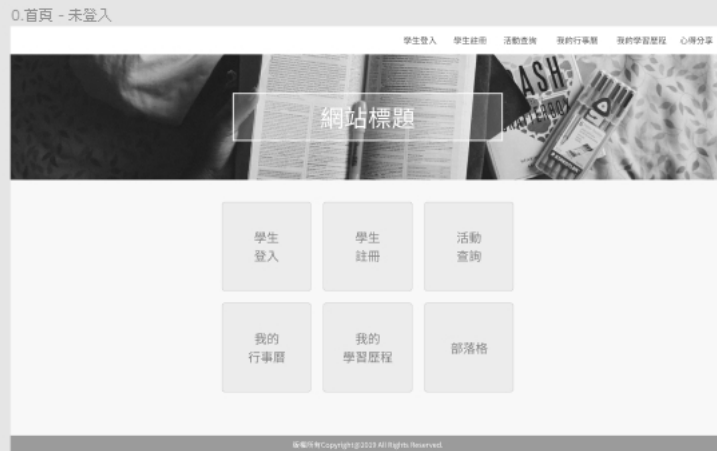 0.首頁 - 未登入
學生登入 學生註冊 活動查詢 我的行事曆 我的學習歷程 心得分享
ASH
網站標題
學生
登入
學生
註冊
活動
查詢
我的
行事曆
我的
學習歷程
部落格
版權所有Copyright@2019 All Rights Reserved.